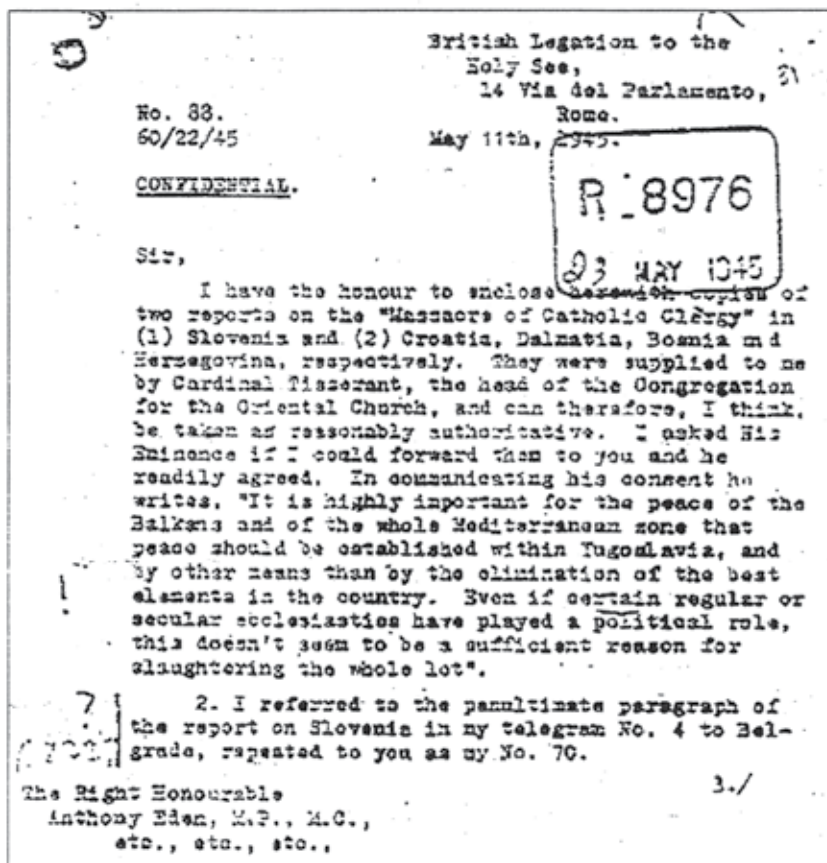 British Legation to the
Holy See,
14 Via del Parlamento,
Rome.
31
No. 88.
60/22/45
May 11th, 1945.
CONFIDENTIAL.
R 8976
23 MAY 1945
Sir,
I have the honour to enclose herewith copies of
two reports on the "Massacre of Catholic Clergy" in
(1) Slovenia and (2) Croatia, Dalmatia, Bosnia and
Herzegovina, respectively. They were supplied to me
by Cardinal Tisserant, the head of the Congregation
for the Oriental Church, and can therefore, I think,
be taken as reasonably authoritative. I asked His
Eminence if I could forward them to you and he
readily agreed. In communicating his consent he
writes, "It is highly important for the peace of the
Balkans and of the whole Mediterranean zone that
peace should be established within Yugoslavia, and
by other means than by the elimination of the best
elements in the country. Even if certain regular or
secular ecclesiastics have played a political role,
this doesn't seem to be a sufficient reason for
slaughtering the whole lot".
!
2. I referred to the penultimate paragraph of
the report on Slovenia in my telegram No. 4 to Bel-
grade, repeated to you as my No. 70.
?
3./
The Right Honourable
Anthony Eden, M.P., M.C.,
etc., etc., etc.,